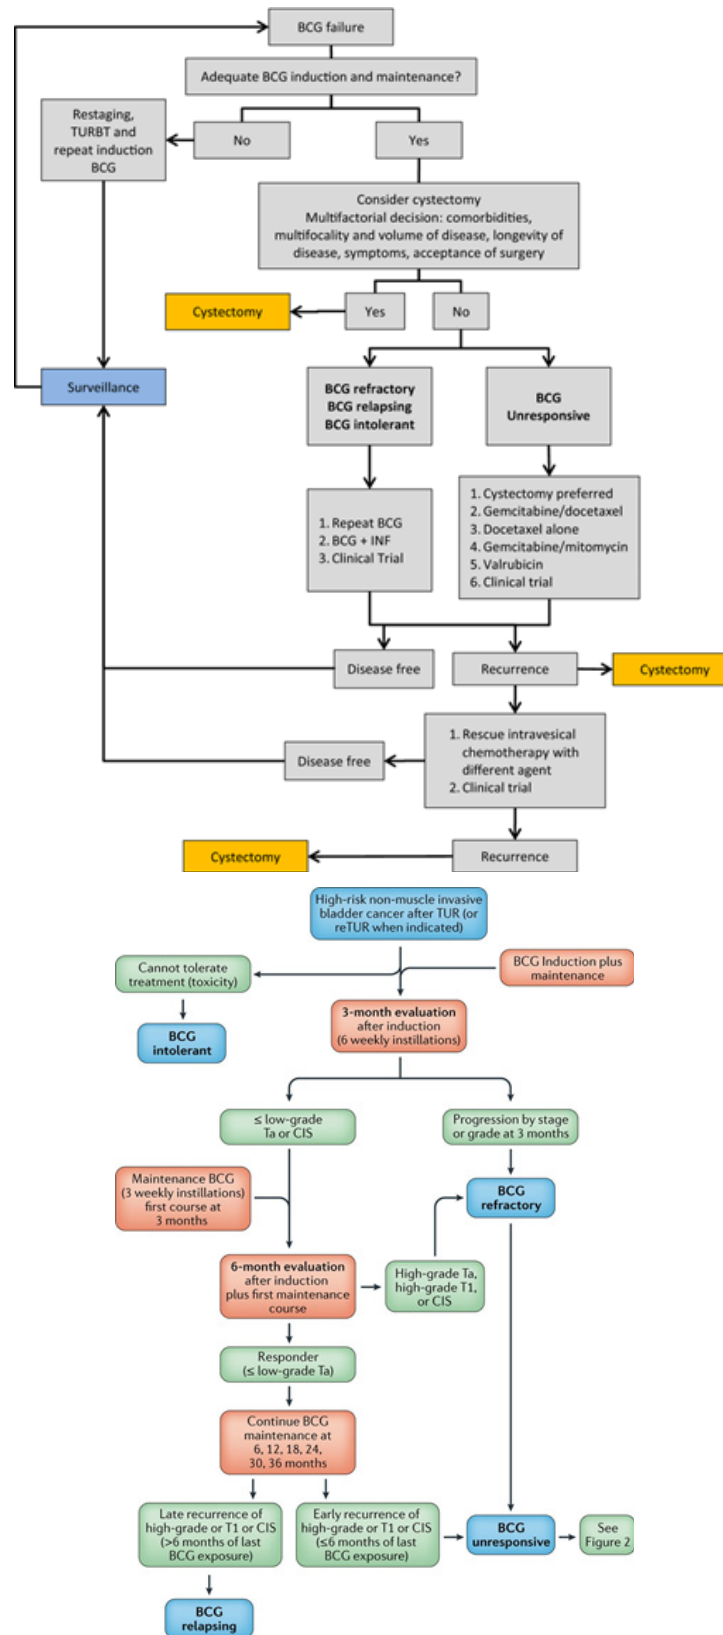 BCG failure
Adequate BCG induction and maintenance?
Restaging,
TURBT and
repeat induction
BCG
No
Yes
Consider cystectomy
Multifactorial decision: comorbidities,
multifocality and volume of disease, longevity of
disease, symptoms, acceptance of surgery
Cystectomy
Yes
No
Surveillance
BCG refractory
BCG relapsing
BCG intolerant
BCG
Unresponsive
1. Repeat BCG
2. BCG + INF
3. Clinical Trial
1. Cystectomy preferred
2. Gemcitabine/docetaxel
3. Docetaxel alone
4. Gemcitabine/mitomycin
5. Valrubicin
6. Clinical trial
Disease free
Recurrence
Cystectomy
Disease free
1. Rescue intravesical
chemotherapy with
different agent
2. Clinical trial
Cystectomy
Recurrence
High-risk non-muscle invasive
bladder cancer after TUR (or
reTUR when indicated)
Cannot tolerate
treatment (toxicity)
BCG Induction plus
maintenance
BCG
intolerant
3-month evaluation
after induction
(6 weekly instillations)
≤ low-grade
Ta or CIS
Progression by stage
or grade at 3 months
Maintenance BCG
(3 weekly instillations)
first course at
3 months
BCG
refractory
6-month evaluation
after induction
plus first maintenance
course
High-grade Ta,
high-grade T1,
or CIS
Responder
(≤ low-grade Ta)
Continue BCG
maintenance at
6, 12, 18, 24,
30, 36 months
Late recurrence of
high-grade or T1 or CIS
(>6 months of last
BCG exposure)
Early recurrence of
high-grade or T1 or CIS
(≤6 months of last
BCG exposure)
BCG
unresponsive
See
Figure 2
BCG
relapsing